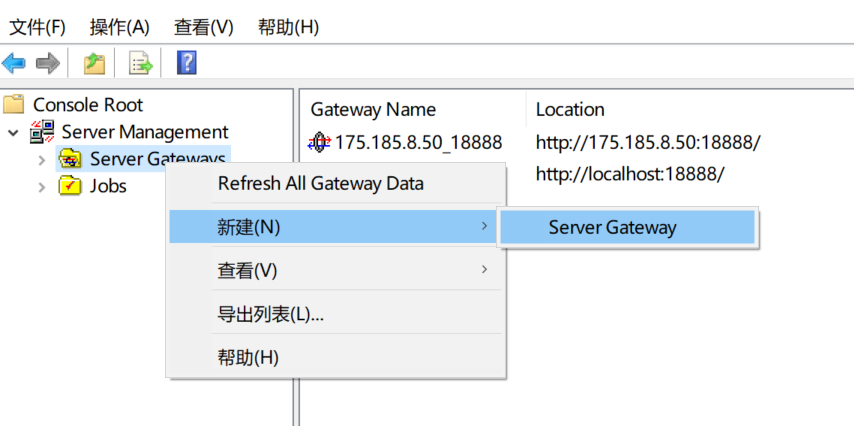 文件(F) 操作(A) 查看(V) 帮助(H)
Console Root
Server Management
Server Gateways
Jobs
Gateway Name Location
175.185.8.50_18888 http://175.185.8.50:18888/
http://localhost:18888/
Refresh All Gateway Data
新建(N)
查看(V)
导出列表(L)...
帮助(H)
Server Gateway